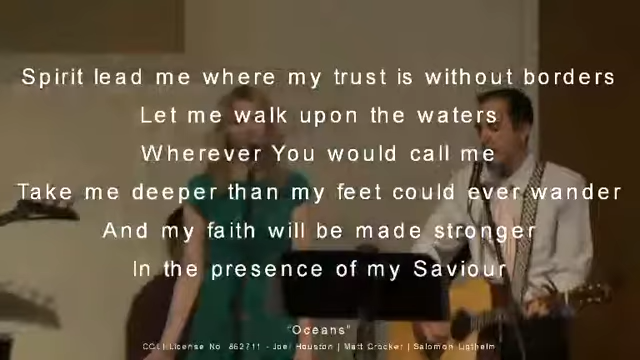 Spirit lead me where my trust is without borders
Let me walk upon the waters
Wherever You would call me
Take me deeper than my feet could ever wander
And my faith will be made stronger
In the presence of my Saviour
"Oceans"
CCLI License No. 862711 - Joel Houston | Matt Crocker | Salomon Ligthelm